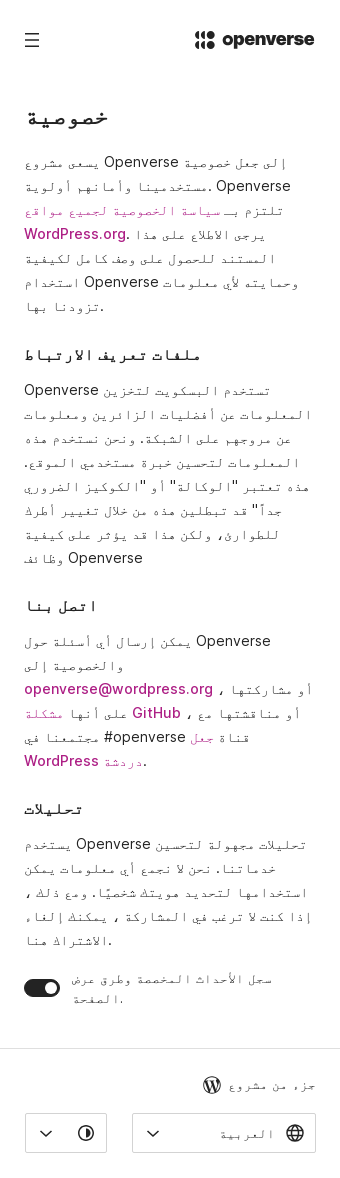 openverse
خصوصية
يسعى مشروع Openverse إلى جعل خصوصية
مستخدمينا وأمانهم أولوية. Openverse
تلتزم بـ سياسة الخصوصية لجميع مواقع
WordPress.org. يرجى الاطلاع على هذا
المستند للحصول على وصف كامل لكيفية
استخدام Openverse وحمايته لأي معلومات
تزودنا بها.
ملفات تعريف الارتباط
Openverse تستخدم البسكويت لتخزين
المعلومات عن أفضليات الزائرين ومعلومات
عن مروجهم على الشبكة. ونحن نستخدم هذه
المعلومات لتحسين خبرة مستخدمي الموقع.
هذه تعتبر "الوكالة" أو "الكوكيز الضروري
جداً" قد تبطلين هذه من خلال تغيير أطرك
للطوارئ، ولكن هذا قد يؤثر على كيفية
وظائف Openverse
اتصل بنا
يمكن إرسال أي أسئلة حول Openverse
والخصوصية إلى
openverse@wordpress.org ، أو مشاركتها
على أنها مشكلة GitHub ، أو مناقشتها مع
مجتمعنا في #openverse قناة جعل
WordPress دردشة.
تحليلات
يستخدم Openverse تحليلات مجهولة لتحسين
خدماتنا. نحن لا نجمع أي معلومات يمكن
استخدامها لتحديد هويتك شخصيًا. ومع ذلك ،
إذا كنت لا ترغب في المشاركة ، يمكنك إلغاء
الاشتراك هنا.
سجل الأحداث المخصصة وطرق عرض
الصفحة.
جزء من مشروع
العربية